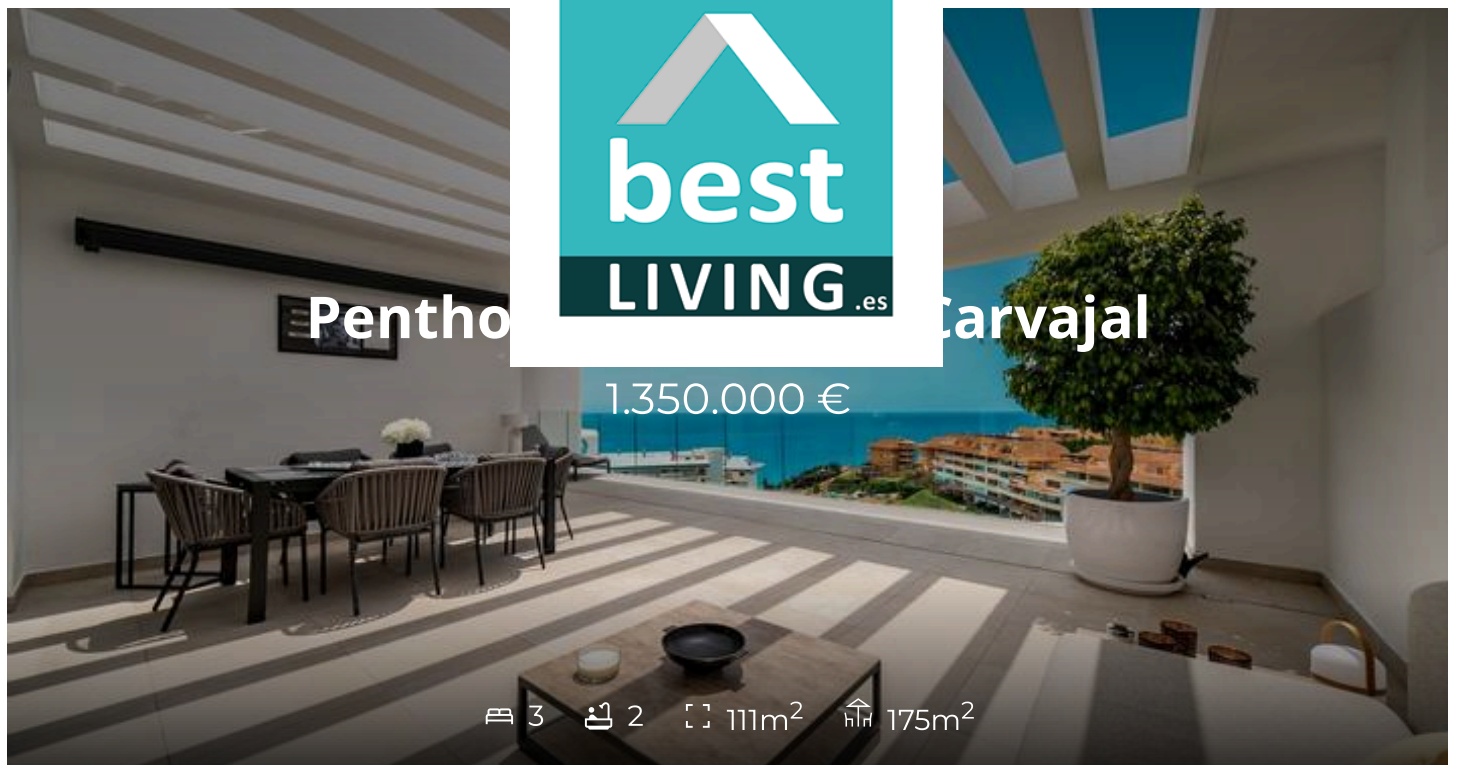 best
LIVING.es
Pentho Carvajal
1.350.000 €
3 2 111m² 175m²